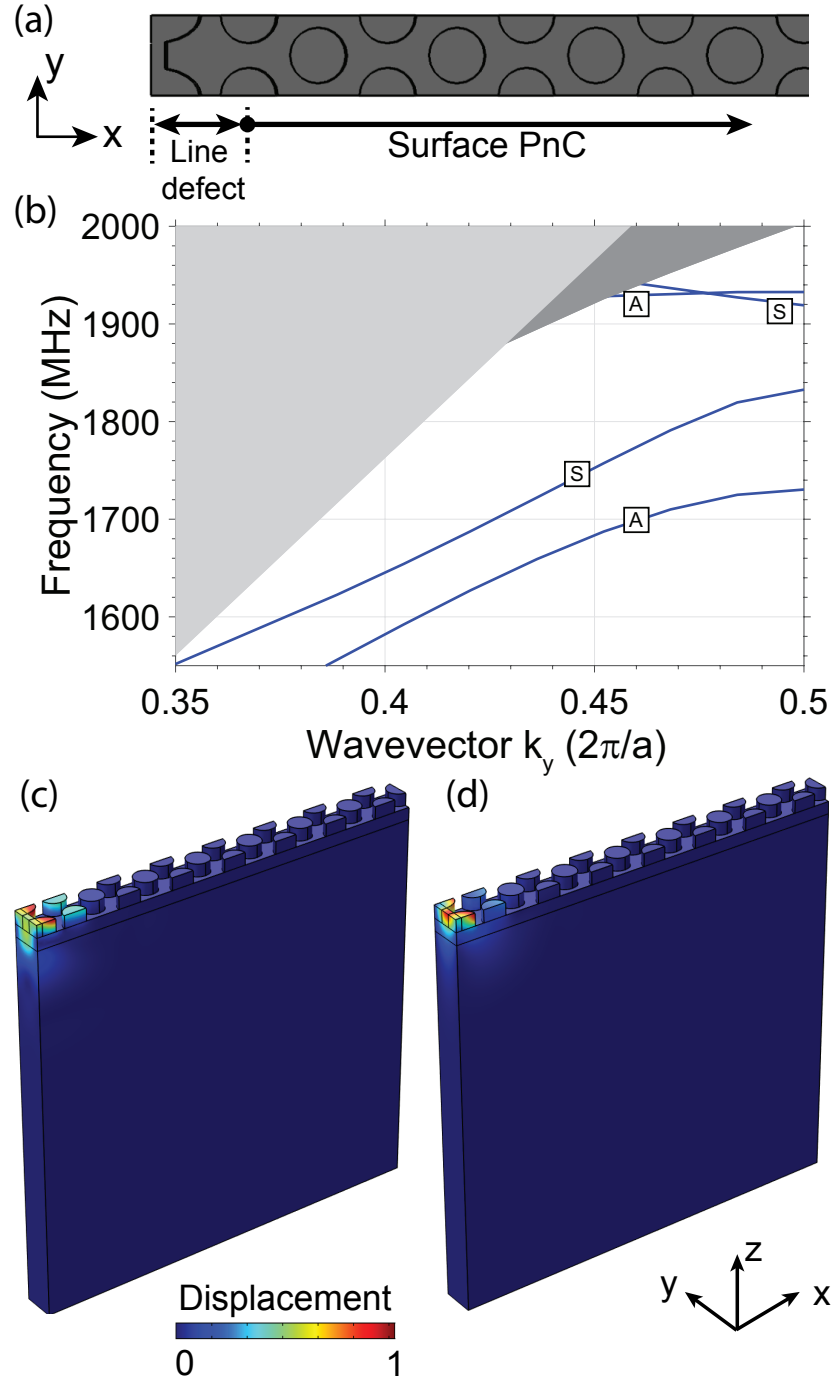 (a)
y
x
Line
defect
Surface PnC
(b)
2000
1900
1800
1700
1600
Frequency (MHz)
A
S
S
A
0.35 0.4 0.45 0.5
Wavevector k_y (2π/a)
(c) (d)
Displacement
0 1
z
y
x